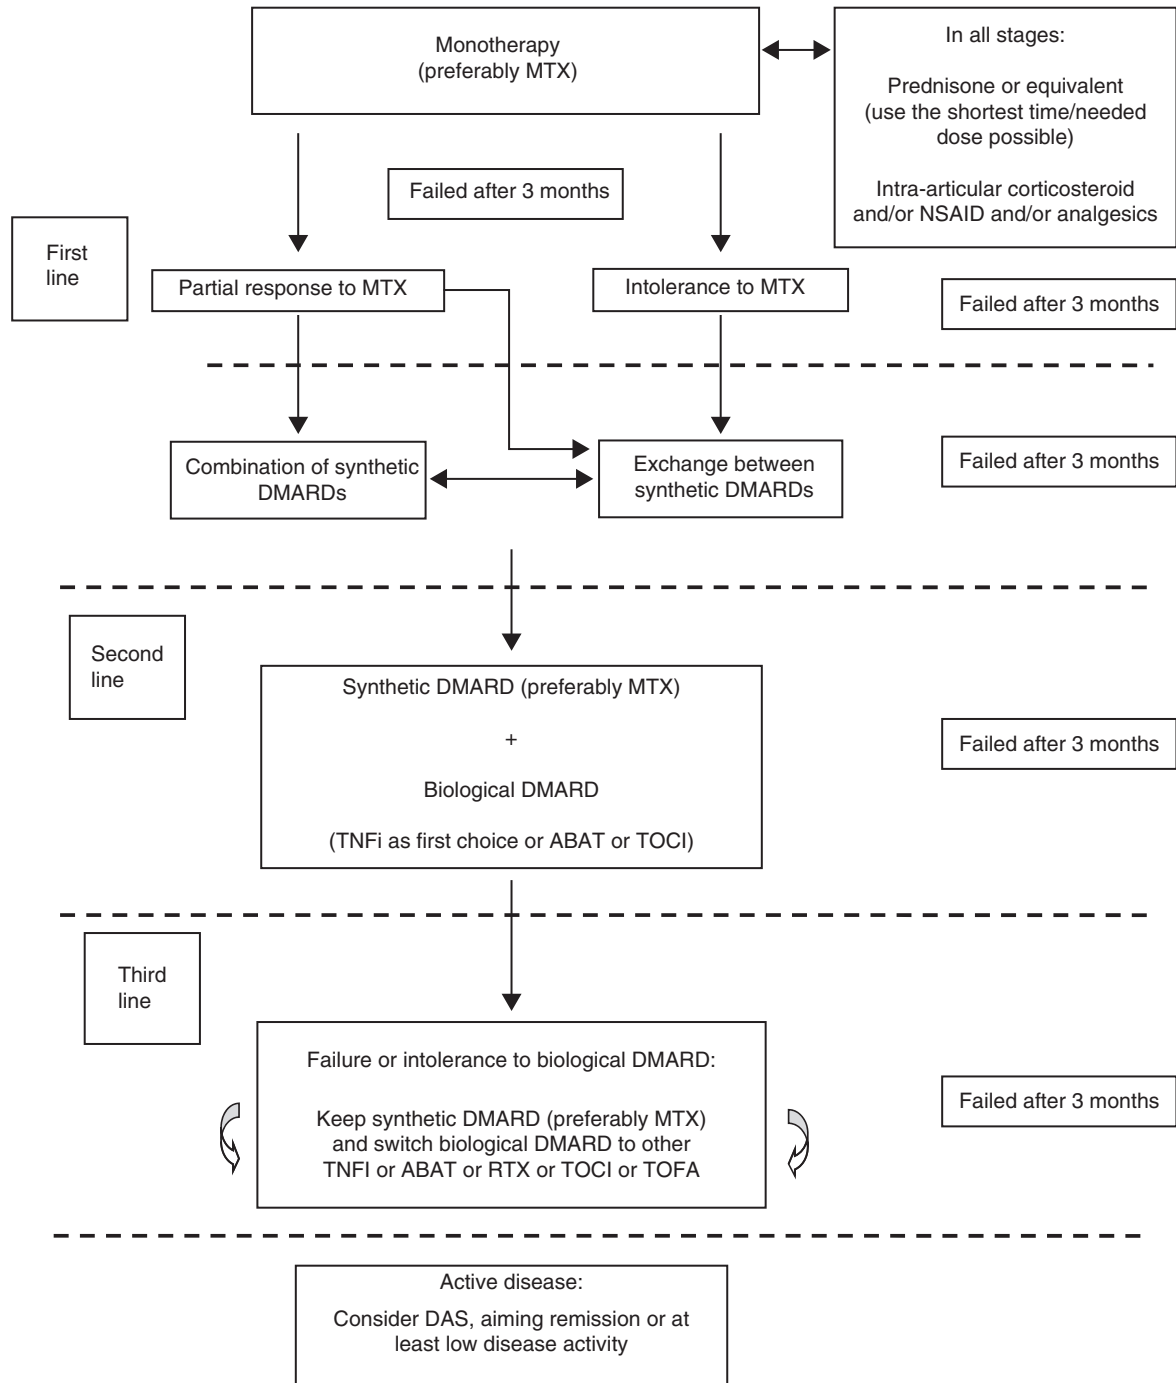 Monotherapy
(preferably MTX)
In all stages:
Prednisone or equivalent
(use the shortest time/needed
dose possible)
Intra-articular corticosteroid
and/or NSAID and/or analgesics
Failed after 3 months
First
line
Partial response to MTX
Intolerance to MTX
Failed after 3 months
Combination of synthetic
DMARDs
Exchange between
synthetic DMARDs
Failed after 3 months
Second
line
Synthetic DMARD (preferably MTX)
+
Biological DMARD
(TNFi as first choice or ABAT or TOCI)
Failed after 3 months
Third
line
Failure or intolerance to biological DMARD:
Keep synthetic DMARD (preferably MTX)
and switch biological DMARD to other
TNFI or ABAT or RTX or TOCI or TOFA
Failed after 3 months
Active disease:
Consider DAS, aiming remission or at
least low disease activity